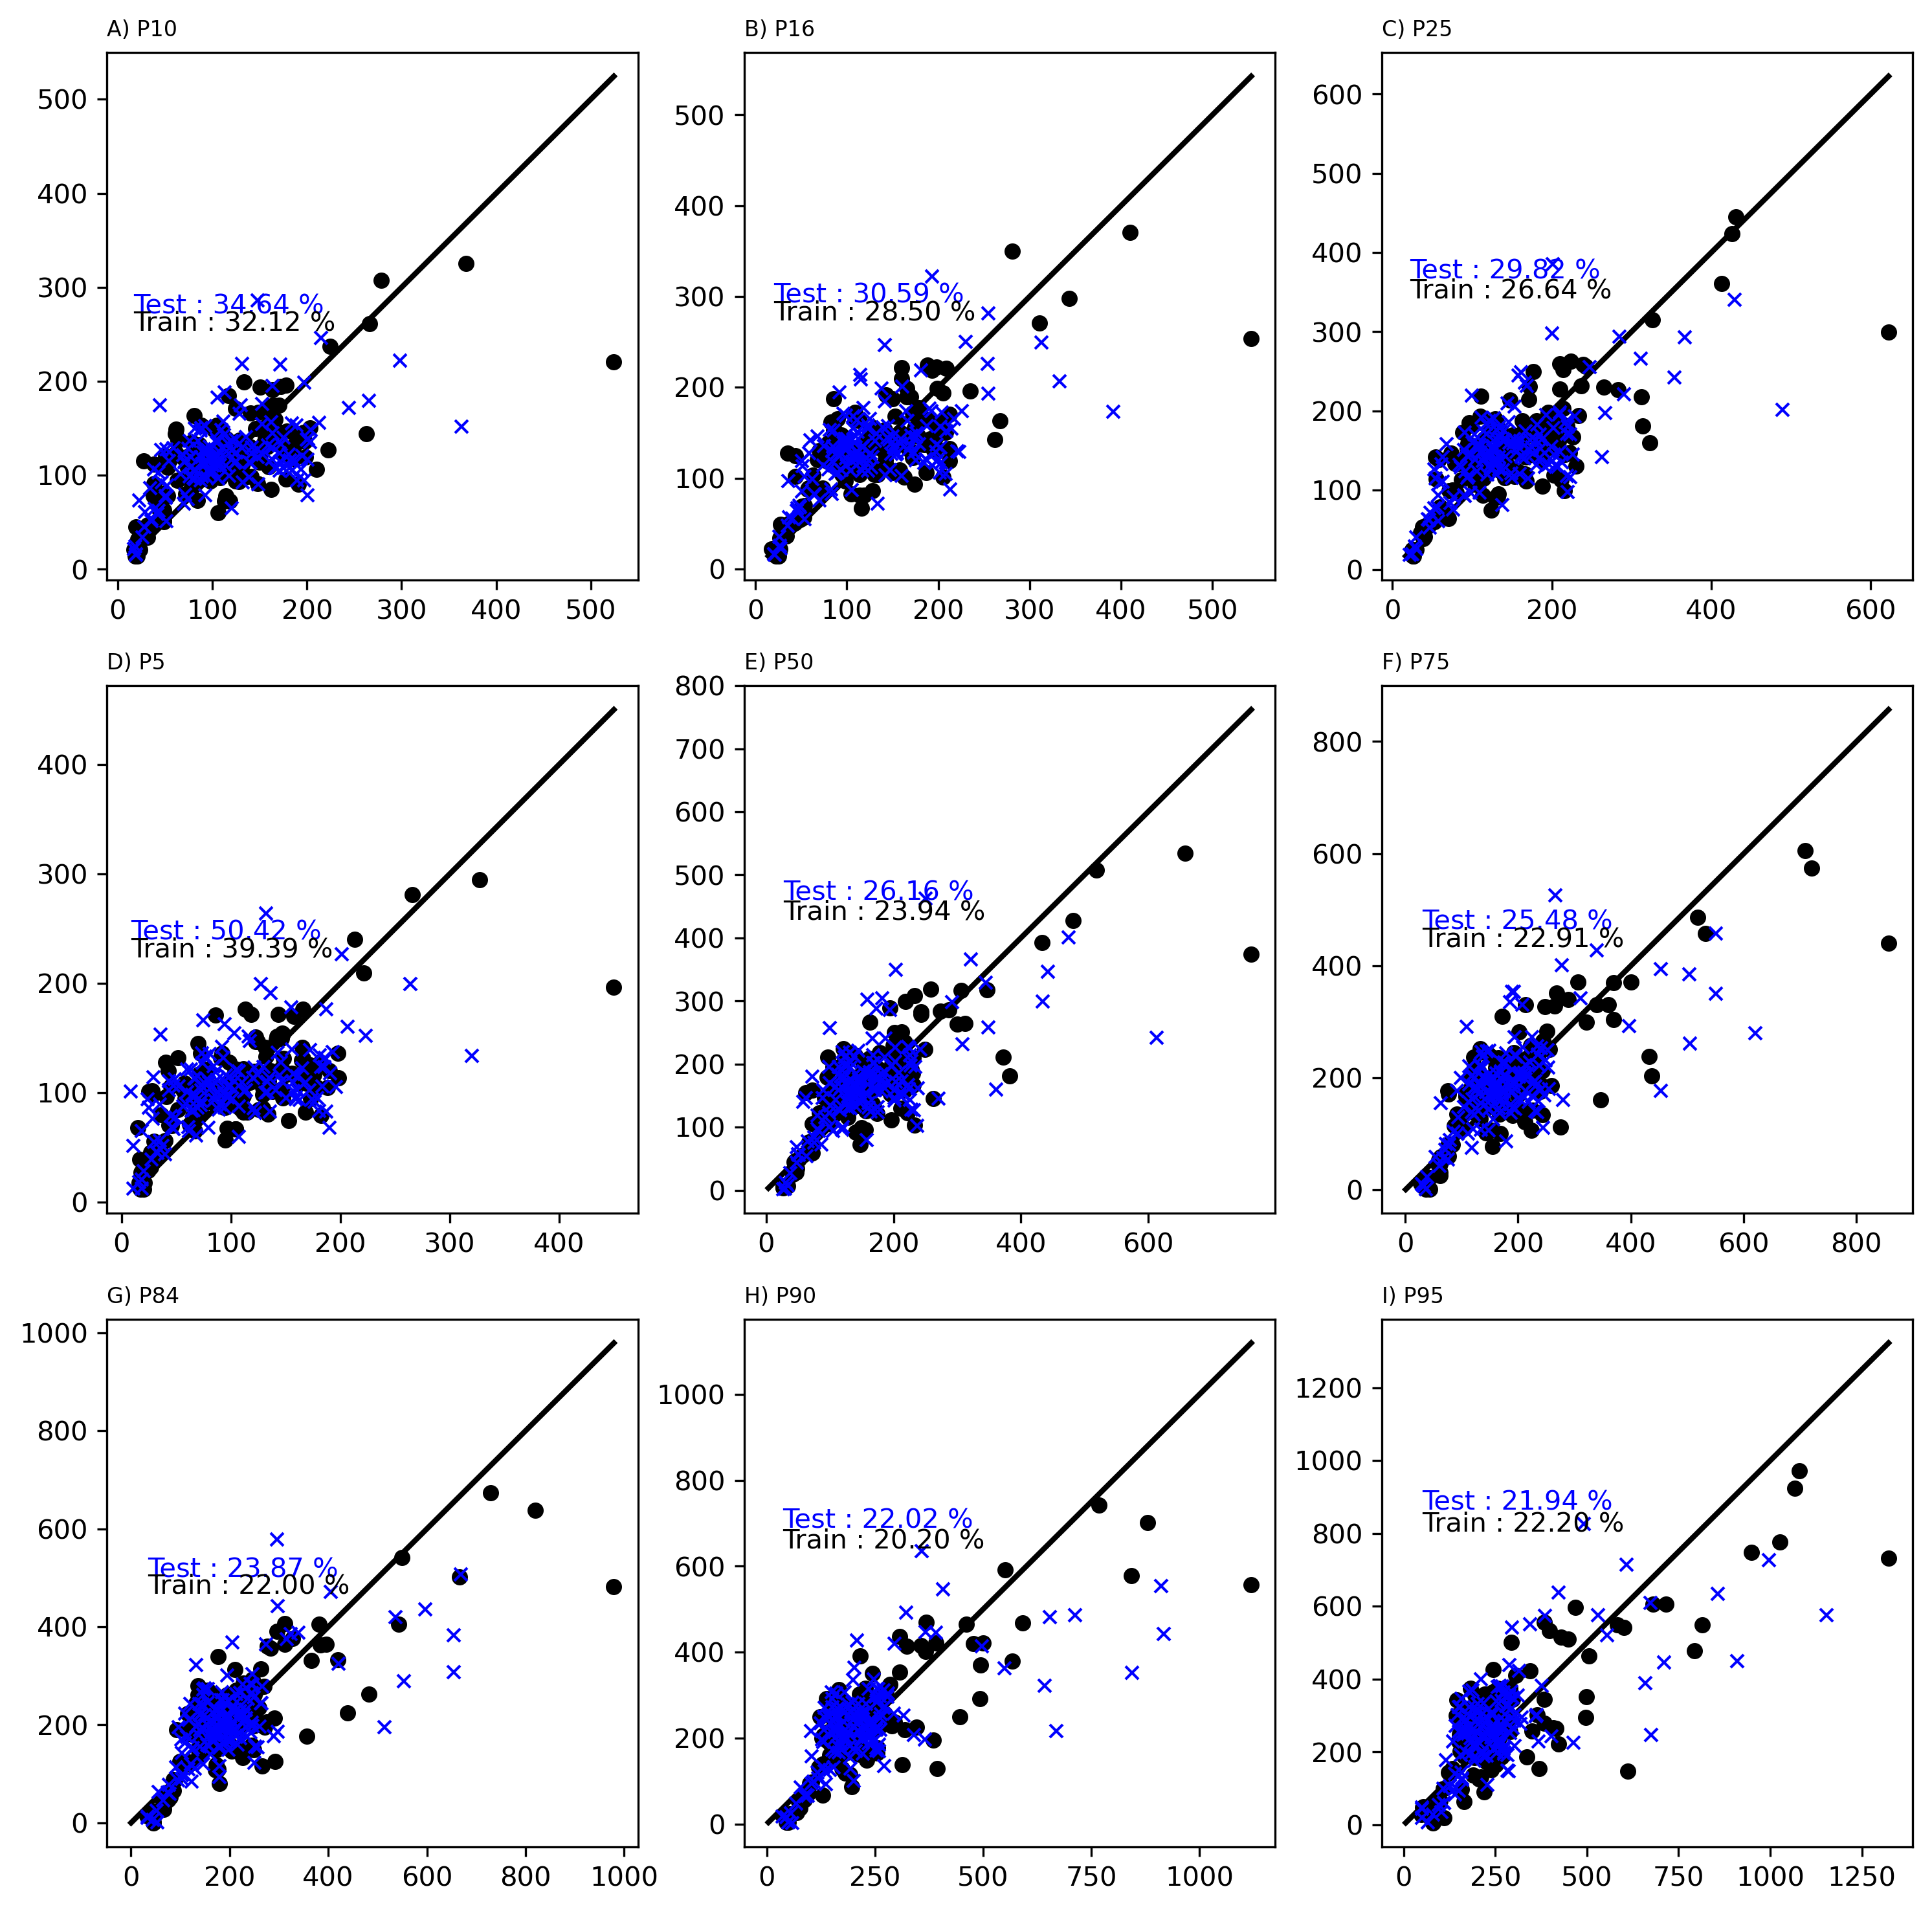 A) P10
500
400
300
200
100
0
Test : 34.64 %
Train : 32.12 %
0 100 200 300 400 500
B) P16
500
400
300
200
100
0
Test : 30.59 %
Train : 28.50 %
0 100 200 300 400 500
C) P25
600
500
400
300
200
100
0
Test : 29.82 %
Train : 26.64 %
0 200 400 600
D) P5
400
300
200
100
0
Test : 50.42 %
Train : 39.39 %
0 100 200 300 400
E) P50
800
700
600
500
400
300
200
100
0
Test : 26.16 %
Train : 23.94 %
0 200 400 600
F) P75
800
600
400
200
0
Test : 25.48 %
Train : 22.91 %
0 200 400 600 800
G) P84
1000
800
600
400
200
0
Test : 23.87 %
Train : 22.00 %
0 200 400 600 800 1000
H) P90
1000
800
600
400
200
0
Test : 22.02 %
Train : 20.20 %
0 250 500 750 1000
I) P95
1200
1000
800
600
400
200
0
Test : 21.94 %
Train : 22.20 %
0 250 500 750 1000 1250